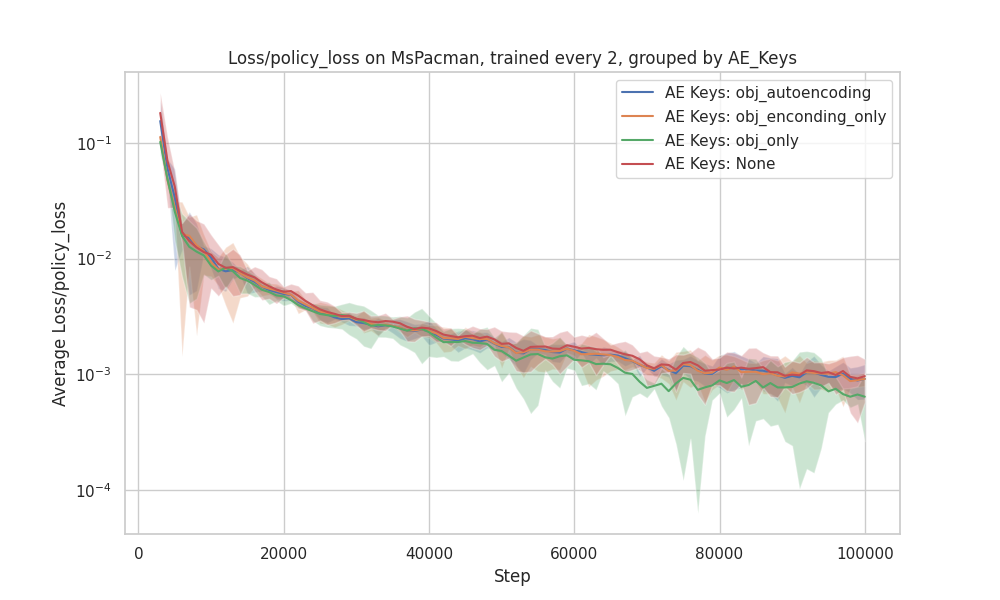 Loss/policy_loss on MsPacman, trained every 2, grouped by AE_Keys
AE Keys: obj_autoencoding
AE Keys: obj_enconding_only
AE Keys: obj_only
AE Keys: None
Average Loss/policy_loss
10⁻¹
10⁻²
10⁻³
10⁻⁴
0 20000 40000 60000 80000 100000
Step